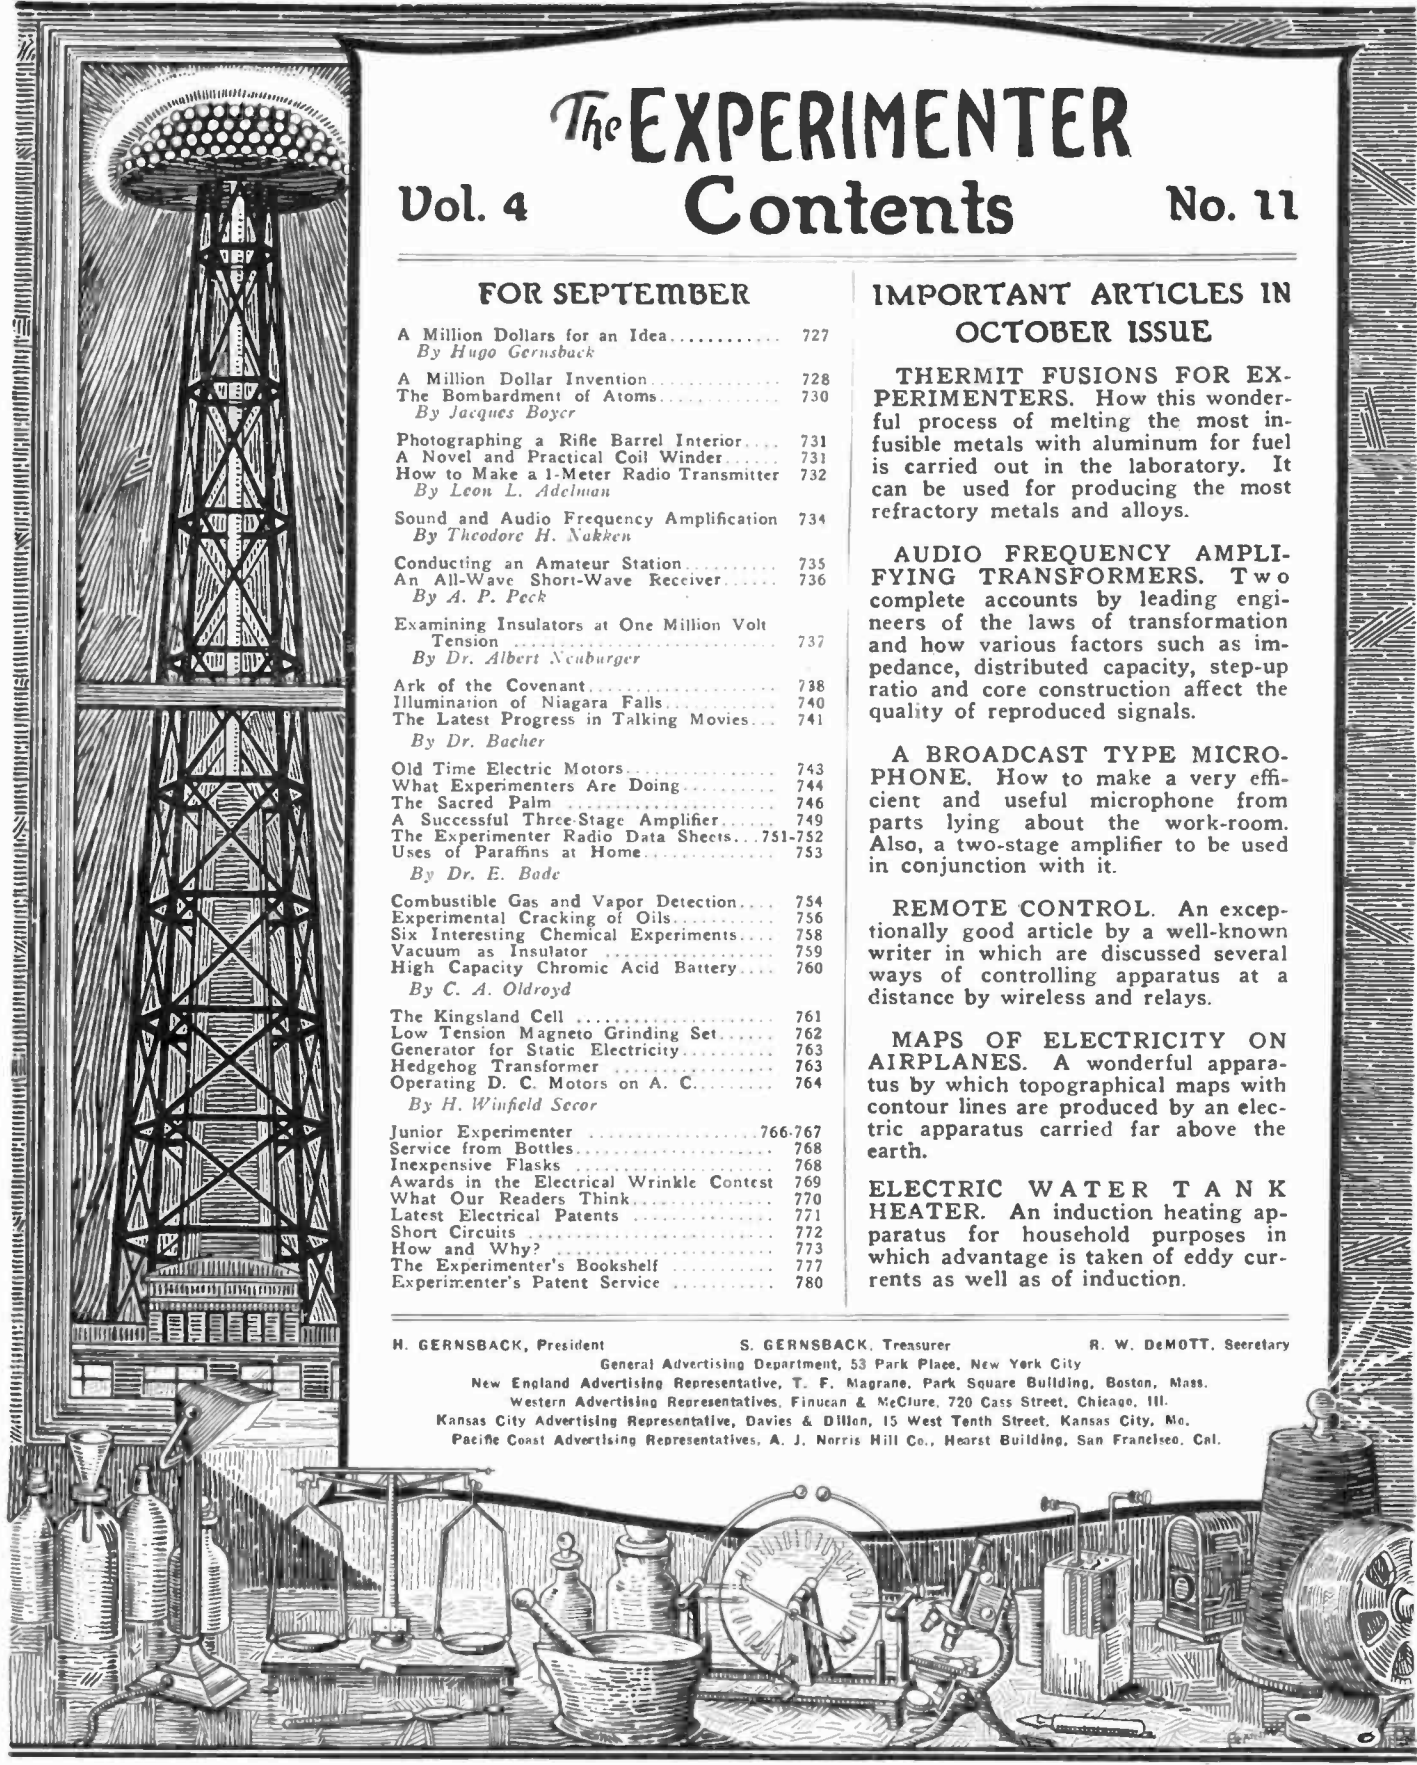 The EXPERIMENTER
Vol. 4 Contents No. 11
FOR SEPTEMBER
A Million Dollars for an Idea............ 727
By Hugo Gernsback
A Million Dollar Invention.............. 728
The Bombardment of Atoms............. 730
By Jacques Boyer
Photographing a Rifle Barrel Interior.... 731
A Novel and Practical Coil Winder...... 731
How to Make a 1-Meter Radio Transmitter 732
By Leon L. Adelman
Sound and Audio Frequency Amplification 734
By Theodore H. Nakken
Conducting an Amateur Station.......... 735
An All-Wave Short-Wave Receiver...... 736
By A. P. Peck
Examining Insulators at One Million Volt
Tension ........................... 737
By Dr. Albert Neuburger
Ark of the Covenant.................... 738
Illumination of Niagara Falls............ 740
The Latest Progress in Talking Movies... 741
By Dr. Bacher
Old Time Electric Motors................ 743
What Experimenters Are Doing.......... 744
The Sacred Palm ...................... 746
A Successful Three-Stage Amplifier...... 749
The Experimenter Radio Data Sheets...751-752
Uses of Paraffins at Home.............. 753
By Dr. E. Bade
Combustible Gas and Vapor Detection.... 754
Experimental Cracking of Oils........... 756
Six Interesting Chemical Experiments.... 758
Vacuum as Insulator .................. 759
High Capacity Chromic Acid Battery.... 760
By C. A. Oldroyd
The Kingsland Cell ..................... 761
Low Tension Magneto Grinding Set...... 762
Generator for Static Electricity.......... 763
Hedgehog Transformer ................. 763
Operating D. C. Motors on A. C......... 764
By H. Winfield Secor
Junior Experimenter ..................766-767
Service from Bottles..................... 768
Inexpensive Flasks ..................... 768
Awards in the Electrical Wrinkle Contest 769
What Our Readers Think............... 770
Latest Electrical Patents ............... 771
Short Circuits .......................... 772
How and Why? ....................... 773
The Experimenter's Bookshelf ........... 777
Experimenter's Patent Service ........... 780
IMPORTANT ARTICLES IN
OCTOBER ISSUE
THERMIT FUSIONS FOR EX-
PERIMENTERS. How this wonder-
ful process of melting the most in-
fusible metals with aluminum for fuel
is carried out in the laboratory. It
can be used for producing the most
refractory metals and alloys.
AUDIO FREQUENCY AMPLI-
FYING TRANSFORMERS. Two
complete accounts by leading engi-
neers of the laws of transformation
and how various factors such as im-
pedance, distributed capacity, step-up
ratio and core construction affect the
quality of reproduced signals.
A BROADCAST TYPE MICRO-
PHONE. How to make a very effi-
cient and useful microphone from
parts lying about the work-room.
Also, a two-stage amplifier to be used
in conjunction with it.
REMOTE CONTROL. An excep-
tionally good article by a well-known
writer in which are discussed several
ways of controlling apparatus at a
distance by wireless and relays.
MAPS OF ELECTRICITY ON
AIRPLANES. A wonderful appara-
tus by which topographical maps with
contour lines are produced by an elec-
tric apparatus carried far above the
earth.
ELECTRIC WATER TANK
HEATER. An induction heating ap-
paratus for household purposes in
which advantage is taken of eddy cur-
rents as well as of induction.
H. GERNSBACK, President S. GERNSBACK, Treasurer R. W. DeMOTT, Secretary
General Advertising Department, 53 Park Place, New York City
New England Advertising Representative, T. F. Magrane, Park Square Building, Boston, Mass.
Western Advertising Representatives, Finucan & McClure, 720 Cass Street, Chicago, Ill.
Kansas City Advertising Representative, Davies & Dillon, 15 West Tenth Street, Kansas City, Mo.
Pacific Coast Advertising Representatives, A. J. Norris Hill Co., Hearst Building, San Francisco, Cal.